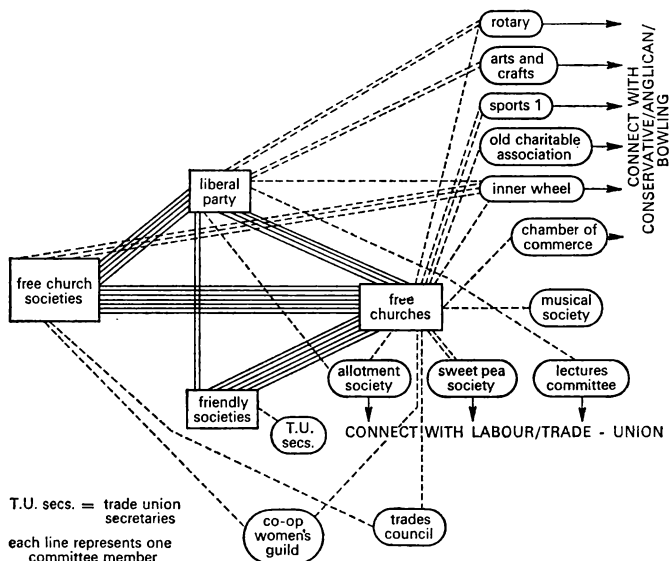 rotary
arts and
crafts
sports 1
old charitable
association
inner wheel
chamber of
commerce
musical
society
CONNECT WITH
CONSERVATIVE/ANGLICAN/
BOWLING
liberal
party
free church
societies
free
churches
friendly
societies
allotment
society
sweet pea
society
lectures
committee
T.U.
secs.
CONNECT WITH LABOUR/TRADE - UNION
co-op
women's
guild
trades
council
T.U. secs. = trade union
secretaries
each line represents one
committee member